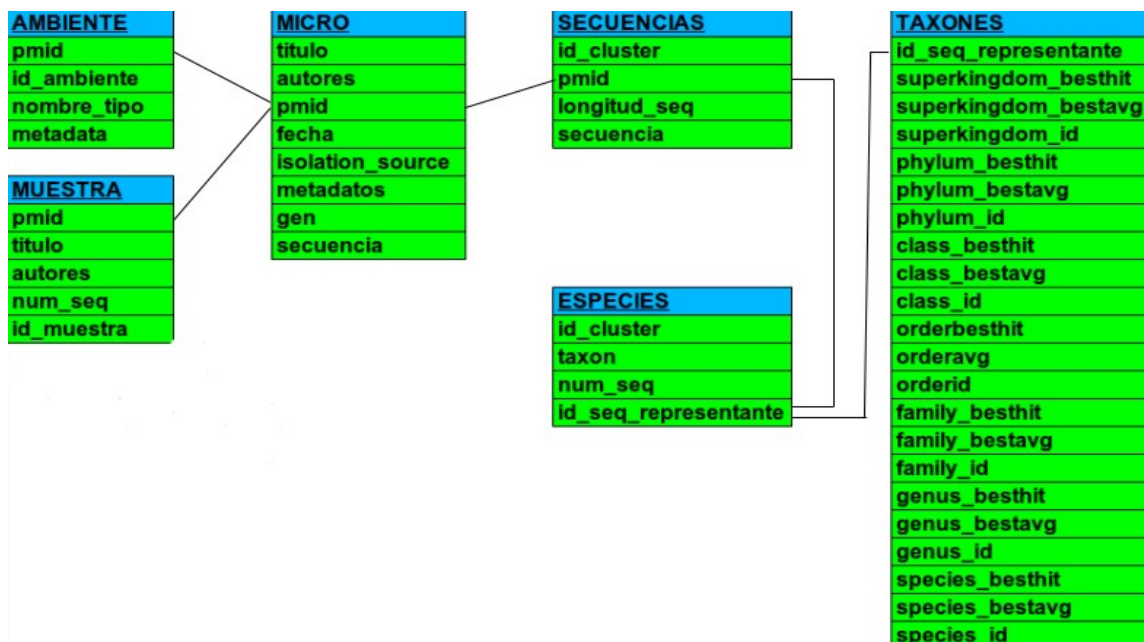 AMBIENTE
pmid
id_ambiente
nombre_tipo
metadata
MUESTRA
pmid
titulo
autores
num_seq
id_muestra
MICRO
titulo
autores
pmid
fecha
isolation_source
metadatos
gen
secuencia
SECUENCIAS
id_cluster
pmid
longitud_seq
secuencia
ESPECIES
id_cluster
taxon
num_seq
id_seq_representante
TAXONES
id_seq_representante
superkingdom_besthit
superkingdom_bestavg
superkingdom_id
phylum_besthit
phylum_bestavg
phylum_id
class_besthit
class_bestavg
class_id
orderbesthit
orderavg
orderid
family_besthit
family_bestavg
family_id
genus_besthit
genus_bestavg
genus_id
species_besthit
species_bestavg
species_id